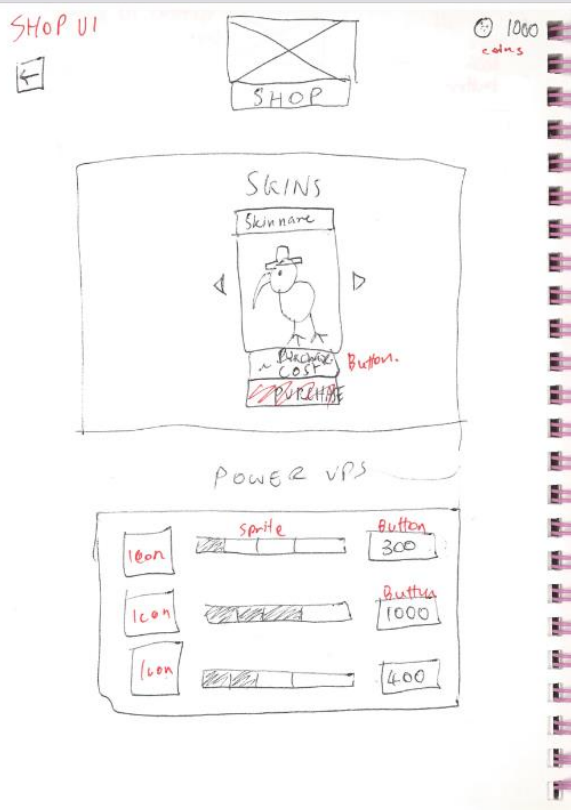 SHOP UI
1000
coins
SHOP
SKINS
Skinname
COST
Button.
PURCHASE
POWER UPS
Sprite
Button
Icon
300
Button
Icon
1000
Icon
400